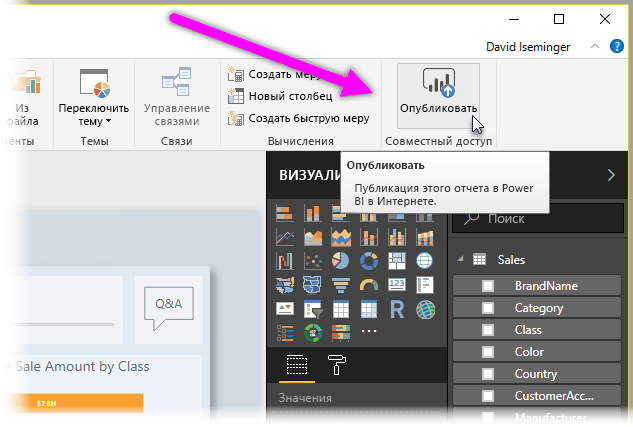 David Iseminger
Создать меру
Из
файла
Переключить
тему
Управление
связями
Новый столбец
Создать быструю меру
Опубликовать
Темы
Связи
Вычисления
Совместный доступ
Опубликовать
Публикация этого отчета в Power
BI в Интернете.
Поиск
Sales
BrandName
Category
Class
Color
Country
CustomerAcc...
Manufacturer
Q&A
Sale Amount by Class
$7.8M
123
R
Значения